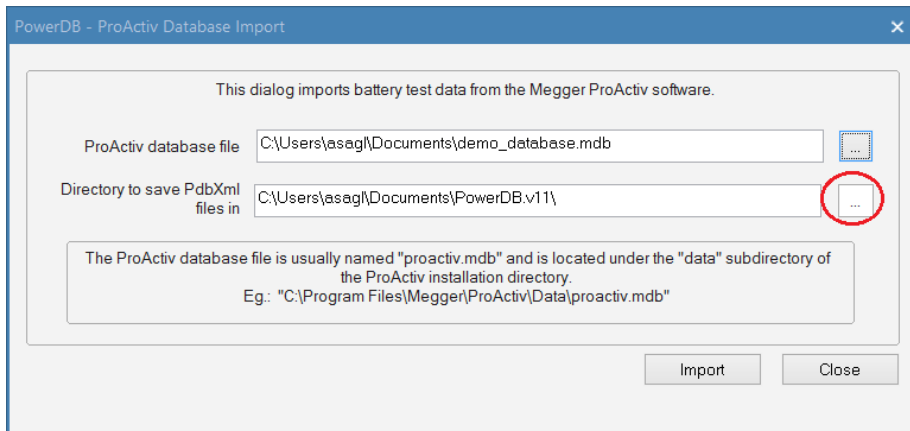 PowerDB - ProActiv Database Import
This dialog imports battery test data from the Megger ProActiv software.
ProActiv database file
C:\Users\asagl\Documents\demo_database.mdb
...
Directory to save PdbXml
files in
C:\Users\asagl\Documents\PowerDB.v11\
...
The ProActiv database file is usually named "proactiv.mdb" and is located under the "data" subdirectory of
the ProActiv installation directory.
Eg.: "C:\Program Files\Megger\ProActiv\Data\proactiv.mdb"
Import
Close